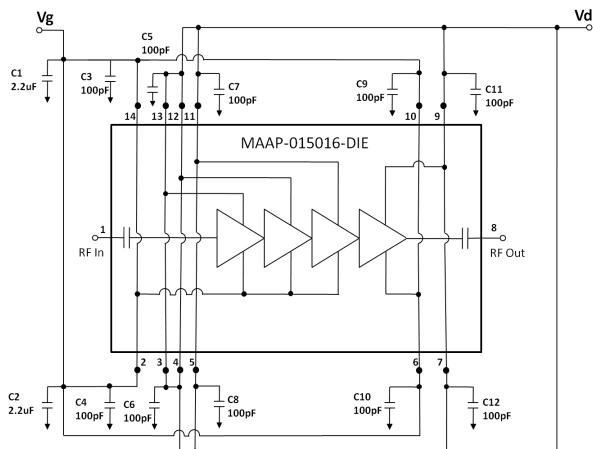 Vg
Vd
C5
100pF
C1
2.2uF
C3
100pF
C7
100pF
C9
100pF
C11
100pF
14
13
12
11
10
9
MAAP-015016-DIE
1
RF In
8
RF Out
2
3
4
5
6
7
C2
2.2uF
C4
100pF
C6
100pF
C8
100pF
C10
100pF
C12
100pF